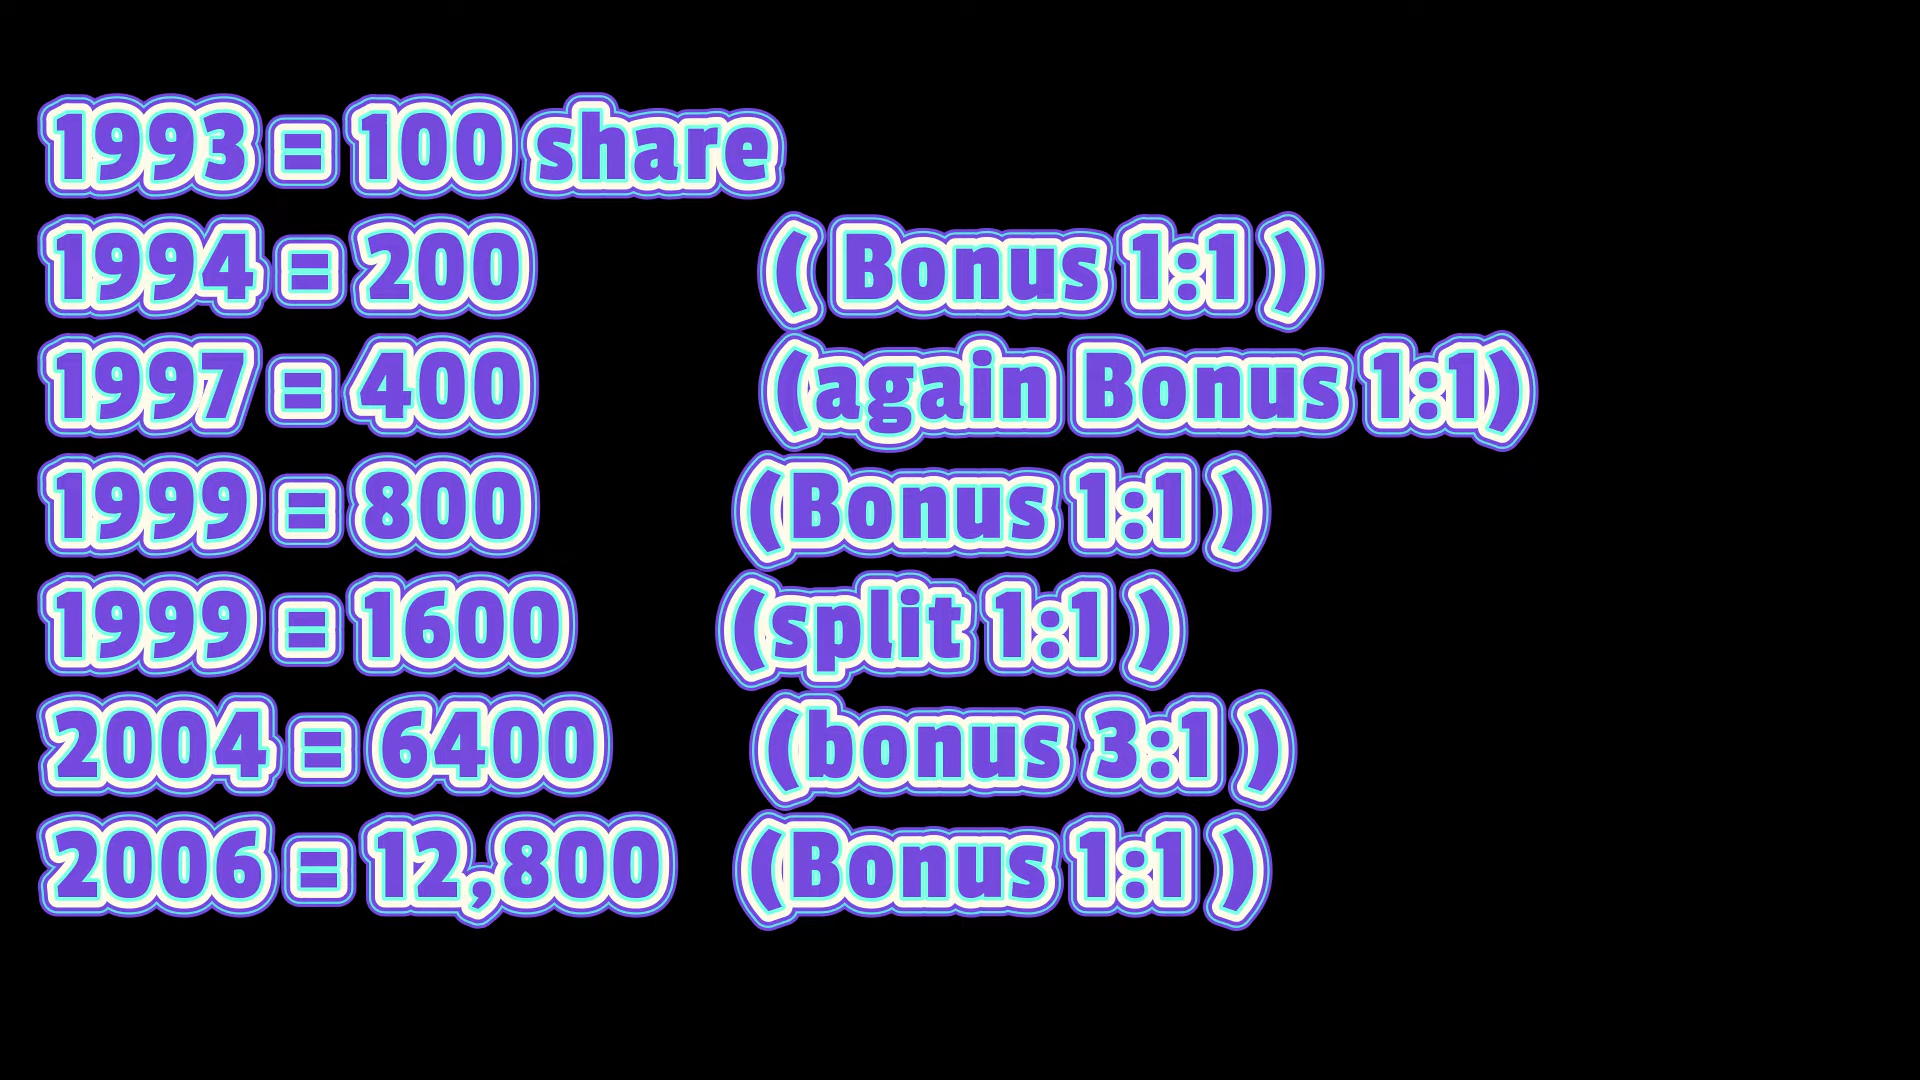 1993 = 100 share
1994 = 200 ( Bonus 1:1 )
1997 = 400 (again Bonus 1:1)
1999 = 800 (Bonus 1:1 )
1999 = 1600 (split 1:1 )
2004 = 6400 (bonus 3:1 )
2006 = 12,800 (Bonus 1:1 )